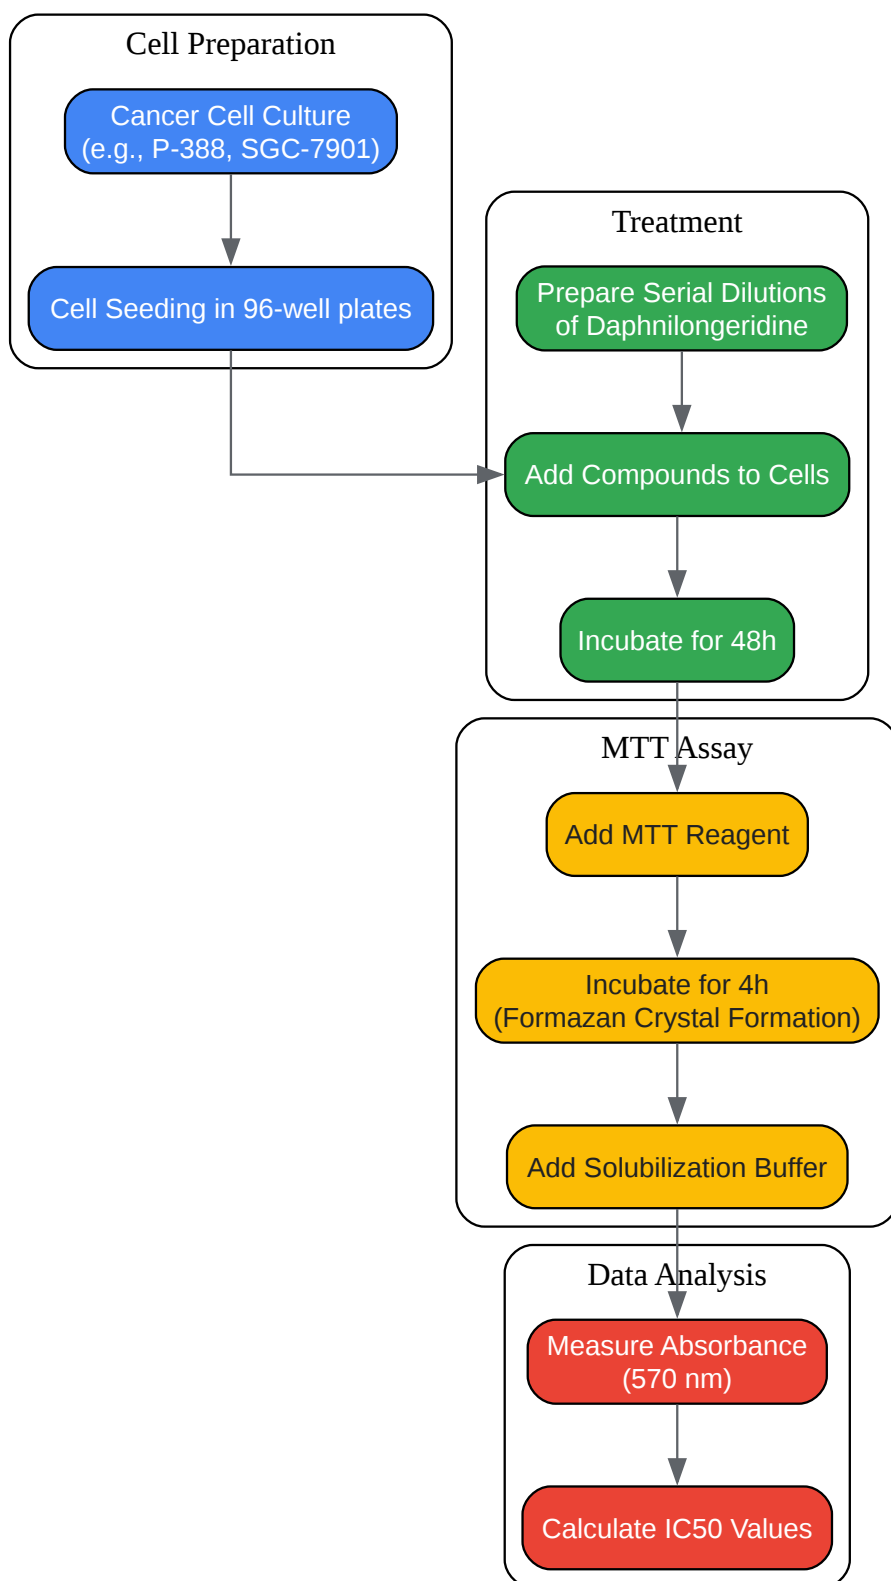 Cell Preparation
Cancer Cell Culture
(e.g., P-388, SGC-7901)
Cell Seeding in 96-well plates
Treatment
Prepare Serial Dilutions
of Daphnilongeridine
Add Compounds to Cells
Incubate for 48h
MTT Assay
Add MTT Reagent
Incubate for 4h
(Formazan Crystal Formation)
Add Solubilization Buffer
Data Analysis
Measure Absorbance
(570 nm)
Calculate IC50 Values